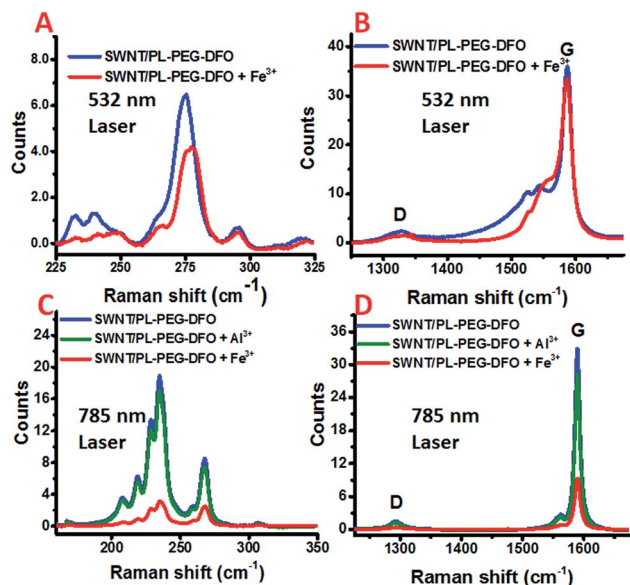 A
SWNT/PL-PEG-DFO
SWNT/PL-PEG-DFO + Fe³⁺
532 nm
Laser
Counts
8.0
6.0
4.0
2.0
0.0
225 250 275 300 325
Raman shift (cm⁻¹)
B
SWNT/PL-PEG-DFO
SWNT/PL-PEG-DFO + Fe³⁺
G
532 nm
Laser
D
Counts
40
30
20
10
0
1300 1400 1500 1600
Raman shift (cm⁻¹)
C
SWNT/PL-PEG-DFO
SWNT/PL-PEG-DFO + Al³⁺
SWNT/PL-PEG-DFO + Fe³⁺
785 nm
Laser
Counts
24
20
16
12
8
4
0
200 250 300 350
Raman shift (cm⁻¹)
D
SWNT/PL-PEG-DFO
SWNT/PL-PEG-DFO + Al³⁺
SWNT/PL-PEG-DFO + Fe³⁺
G
785 nm
Laser
D
Counts
36
30
24
18
12
6
0
1300 1400 1500 1600
Raman shift (cm⁻¹)